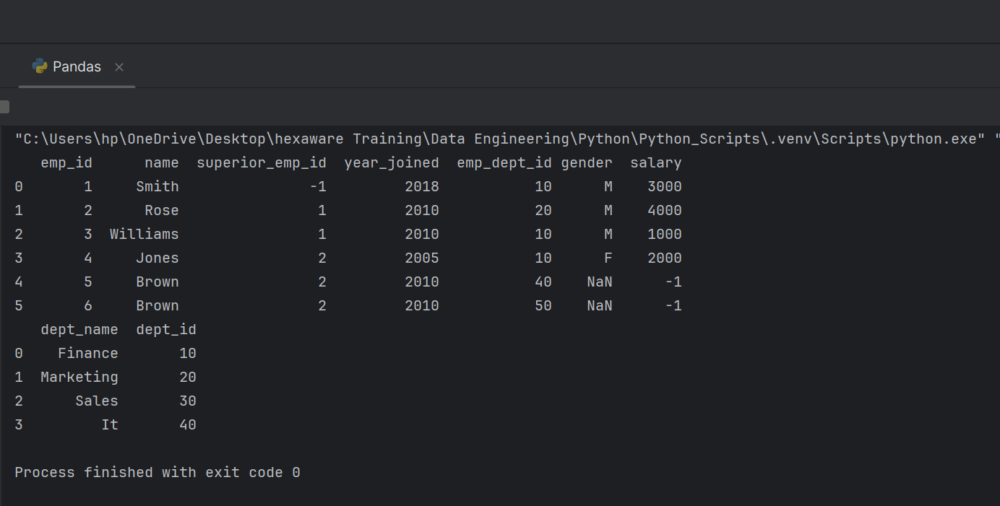 Pandas
"C:\Users\hp\OneDrive\Desktop\hexaware Training\Data Engineering\Python\Python_Scripts\.venv\Scripts\python.exe" "
   emp_id      name  superior_emp_id  year_joined  emp_dept_id gender  salary
0       1     Smith               -1         2018           10      M    3000
1       2      Rose                1         2010           20      M    4000
2       3  Williams                1         2010           10      M    1000
3       4     Jones                2         2005           10      F    2000
4       5     Brown                2         2010           40    NaN      -1
5       6     Brown                2         2010           50    NaN      -1
   dept_name  dept_id
0    Finance       10
1  Marketing       20
2      Sales       30
3         It       40
Process finished with exit code 0